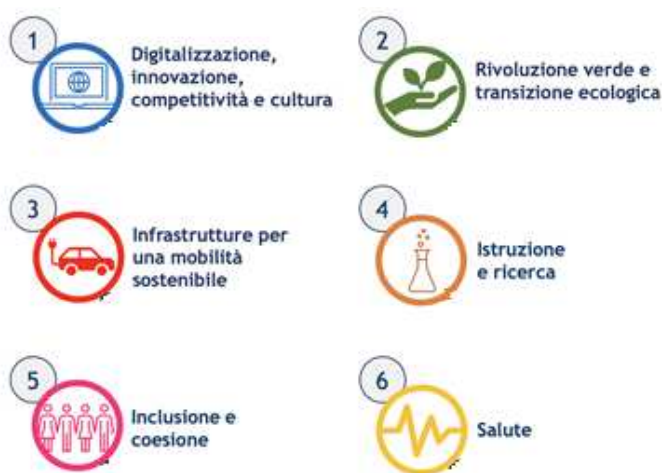 1
Digitalizzazione,
innovazione,
competitività e cultura
2
Rivoluzione verde e
transizione ecologica
3
Infrastrutture per
una mobilità
sostenibile
4
Istruzione
e ricerca
5
Inclusione e
coesione
6
Salute